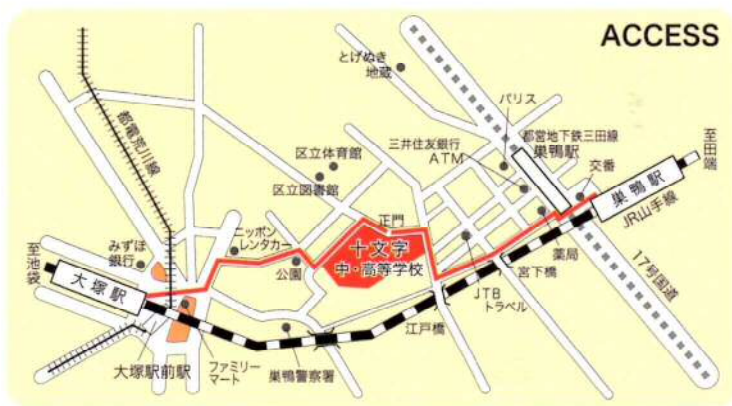 ACCESS
とげぬき
地蔵
パリス
都営地下鉄三田線
巣鴨駅
三井住友銀行
ATM
交番
至田端
巣鴨駅
JR山手線
都電荒川線
区立体育館
区立図書館
正門
ニッポン
レンタカー
みずほ
銀行
至池袋
大塚駅
公園
十文字
中・高等学校
薬局
宮下橋
JTB
トラベル
17号国道
江戸橋
大塚駅前駅
ファミリー
マート
巣鴨警察署